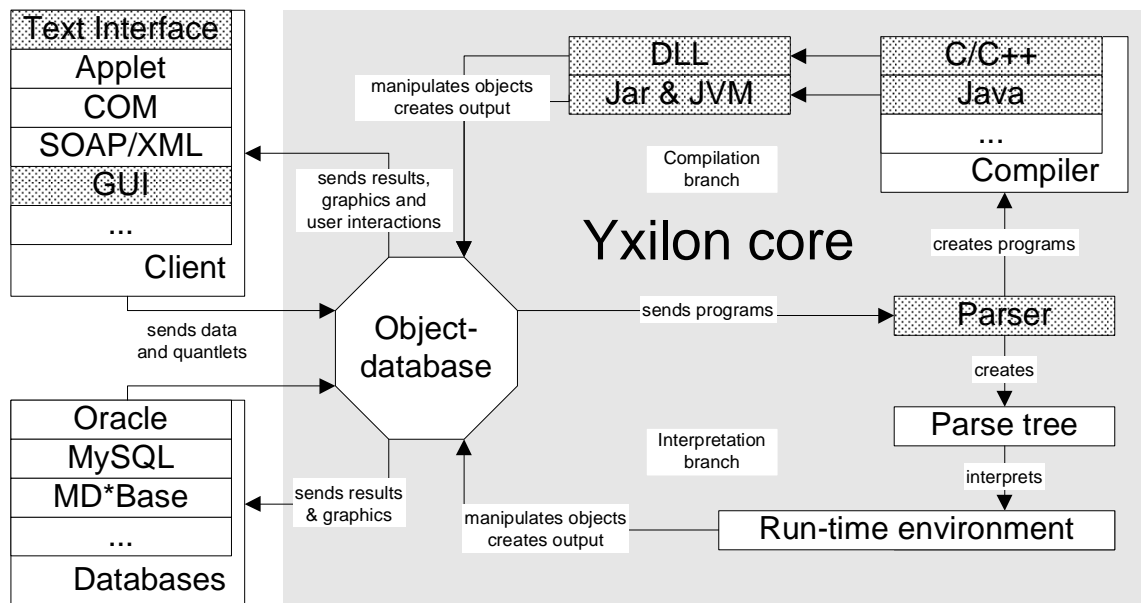 Text Interface
Applet
COM
SOAP/XML
GUI
...
Client
sends data
and quantlets
Oracle
MySQL
MD*Base
...
Databases
manipulates objects
creates output
sends results,
graphics and
user interactions
Object-
database
sends results
& graphics
DLL
Jar & JVM
C/C++
Java
...
Compiler
Compilation
branch
Yxilon core
creates programs
sends programs
Parser
creates
Parse tree
Interpretation
branch
interprets
manipulates objects
creates output
Run-time environment